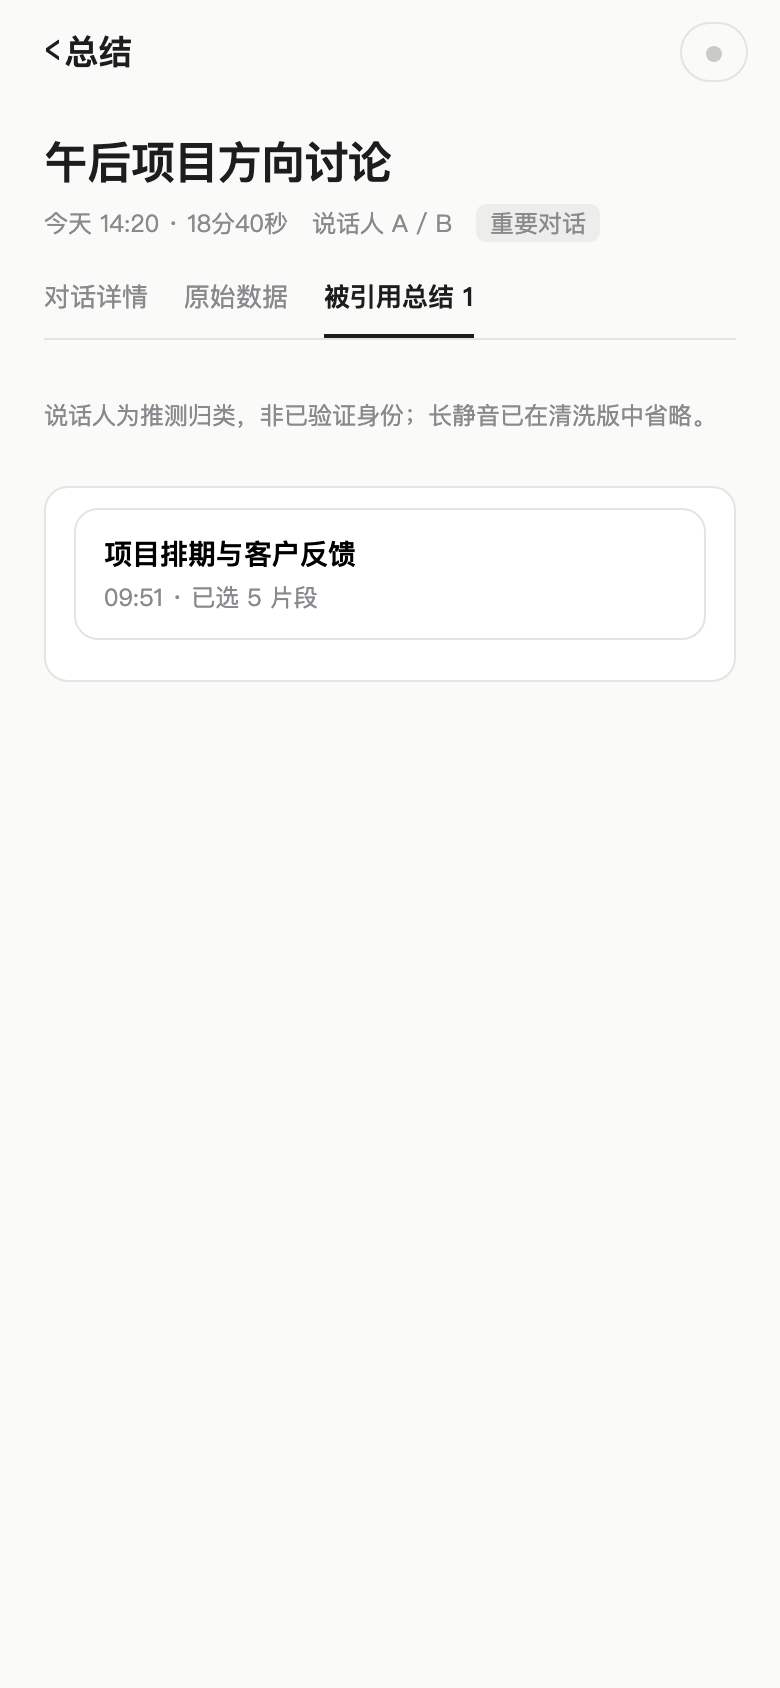 <总结
午后项目方向讨论
今天 14:20 · 18分40秒 说话人 A / B 重要对话
对话详情 原始数据 被引用总结 1
说话人为推测归类，非已验证身份；长静音已在清洗版中省略。
项目排期与客户反馈
09:51 · 已选 5 片段